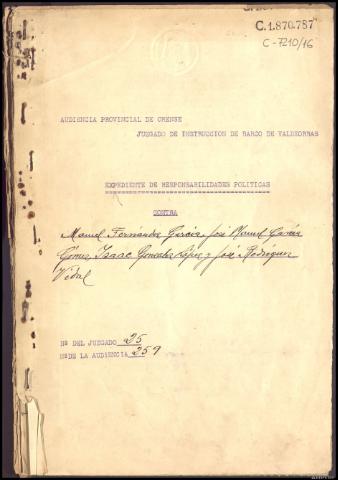 C.1.870.787
C-7210/16
AUDIENCIA PROVINCIAL DE ORENSE
JUZGADO DE INSTRUCCION DE BARCO DE VALDEORRAS
EXPEDIENTE DE RESPONSABILIDADES POLITICAS
CONTRA
Manuel Fernández García, José Manuel García
Gómez, Isaac González López y José Rodríguez
Vidal
Nº DEL JUZGADO 25
Nº DE LA AUDIENCIA 259